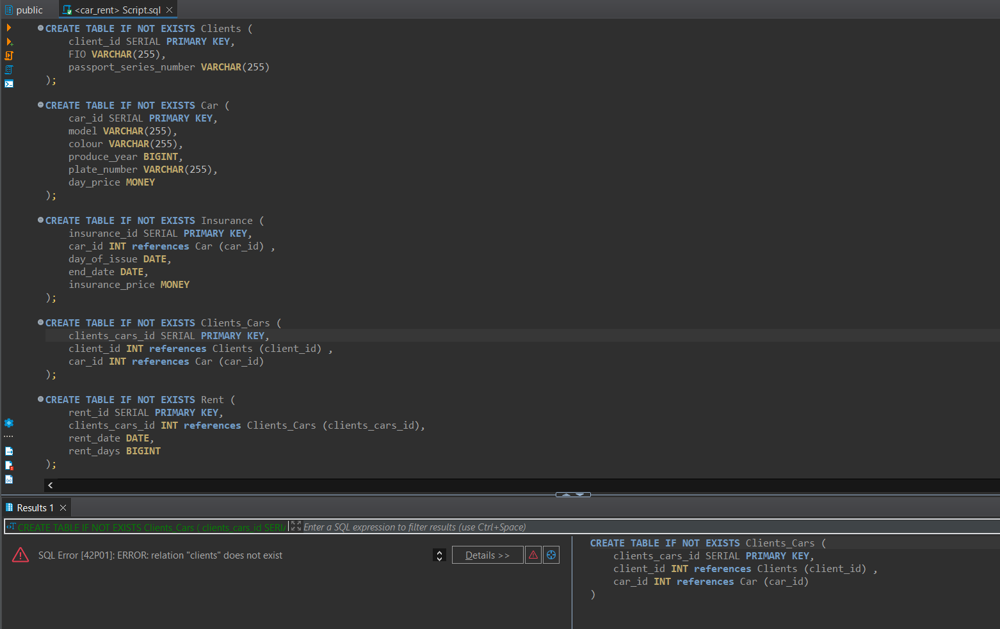 public
<car_rent> Script.sql
CREATE TABLE IF NOT EXISTS Clients (
client_id SERIAL PRIMARY KEY,
FIO VARCHAR(255),
passport_series_number VARCHAR(255)
);
CREATE TABLE IF NOT EXISTS Car (
car_id SERIAL PRIMARY KEY,
model VARCHAR(255),
colour VARCHAR(255),
produce_year BIGINT,
plate_number VARCHAR(255),
day_price MONEY
);
CREATE TABLE IF NOT EXISTS Insurance (
insurance_id SERIAL PRIMARY KEY,
car_id INT references Car (car_id) ,
day_of_issue DATE,
end_date DATE,
insurance_price MONEY
);
CREATE TABLE IF NOT EXISTS Clients_Cars (
clients_cars_id SERIAL PRIMARY KEY,
client_id INT references Clients (client_id) ,
car_id INT references Car (car_id)
);
CREATE TABLE IF NOT EXISTS Rent (
rent_id SERIAL PRIMARY KEY,
clients_cars_id INT references Clients_Cars (clients_cars_id),
rent_date DATE,
rent_days BIGINT
);
Results 1
CREATE TABLE IF NOT EXISTS Clients_Cars ( clients_cars_id SERIA
Enter a SQL expression to filter results (use Ctrl+Space)
SQL Error [42P01]: ERROR: relation "clients" does not exist
Details >>
CREATE TABLE IF NOT EXISTS Clients_Cars (
clients_cars_id SERIAL PRIMARY KEY,
client_id INT references Clients (client_id) ,
car_id INT references Car (car_id)
)